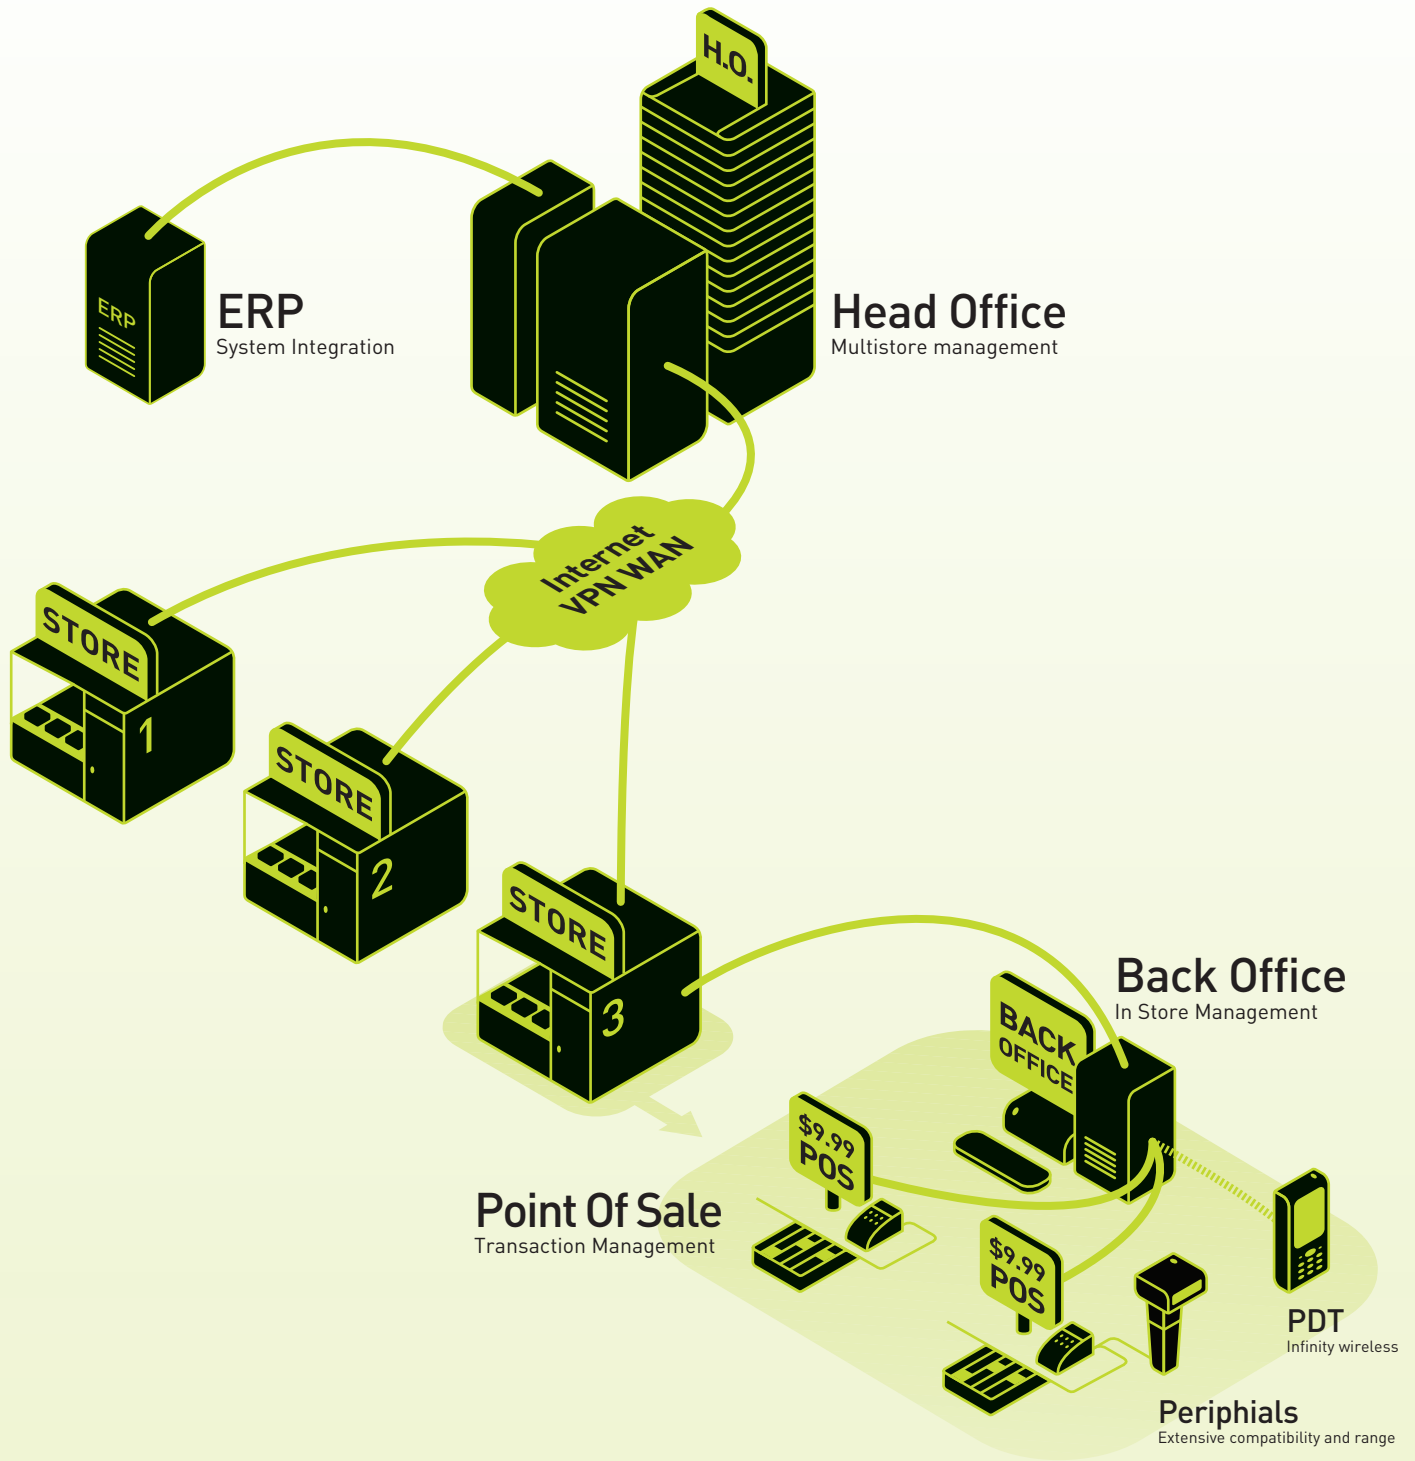 H.O.
ERP
ERP
System Integration
Head Office
Multistore management
Internet
VPN WAN
STORE
1
STORE
2
STORE
3
Back Office
In Store Management
BACK
OFFICE
$9.99
POS
Point Of Sale
Transaction Management
$9.99
POS
PDT
Infinity wireless
Periphials
Extensive compatibility and range